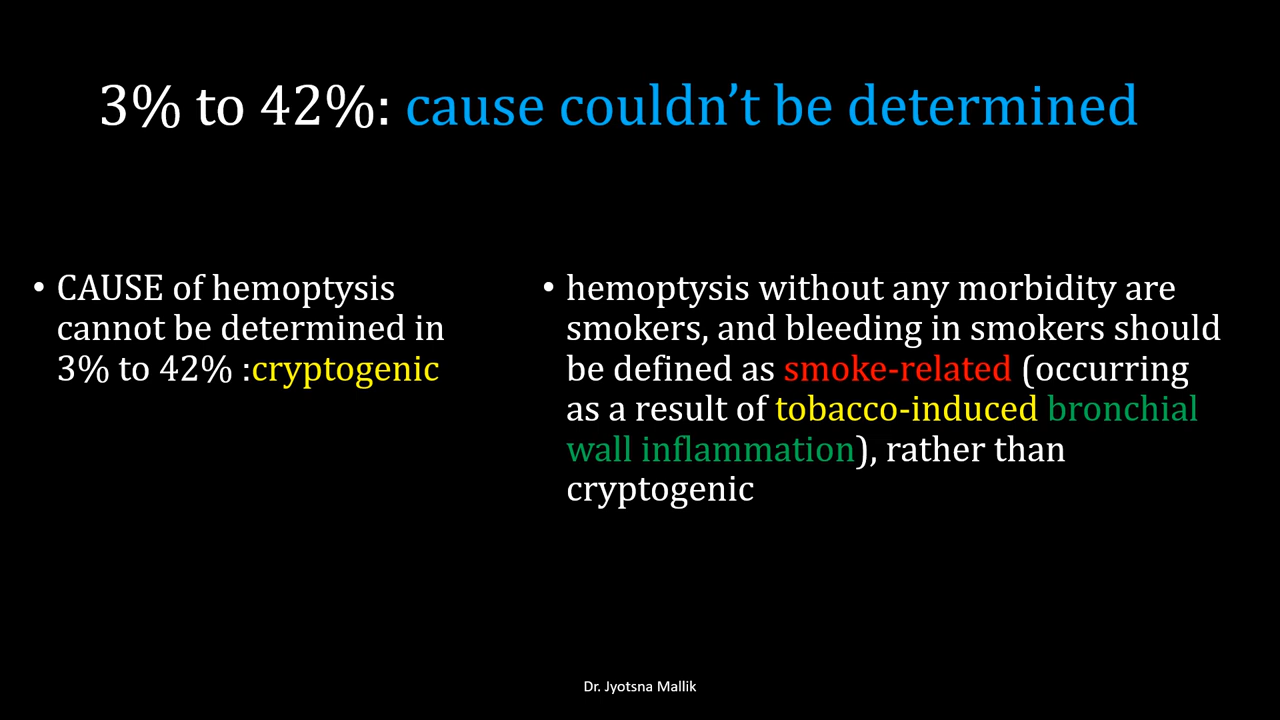 3% to 42%: cause couldn’t be determined
• CAUSE of hemoptysis
cannot be determined in
3% to 42% :cryptogenic
• hemoptysis without any morbidity are
smokers, and bleeding in smokers should
be defined as smoke-related (occurring
as a result of tobacco-induced bronchial
wall inflammation), rather than
cryptogenic
Dr. Jyotsna Mallik